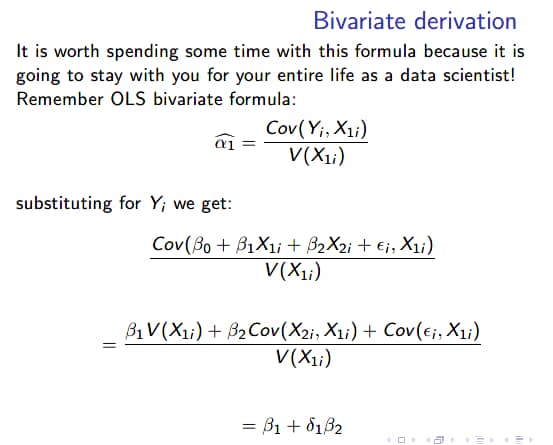 Bivariate derivation
It is worth spending some time with this formula because it is
going to stay with you for your entire life as a data scientist!
Remember OLS bivariate formula:
$\widehat{\alpha_1} = \frac{Cov(Y_i, X_{1i})}{V(X_{1i})}$
substituting for $Y_i$ we get:
$\frac{Cov(\beta_0 + \beta_1 X_{1i} + \beta_2 X_{2i} + \epsilon_i, X_{1i})}{V(X_{1i})}$
$= \frac{\beta_1 V(X_{1i}) + \beta_2 Cov(X_{2i}, X_{1i}) + Cov(\epsilon_i, X_{1i})}{V(X_{1i})}$
$= \beta_1 + \delta_1 \beta_2$